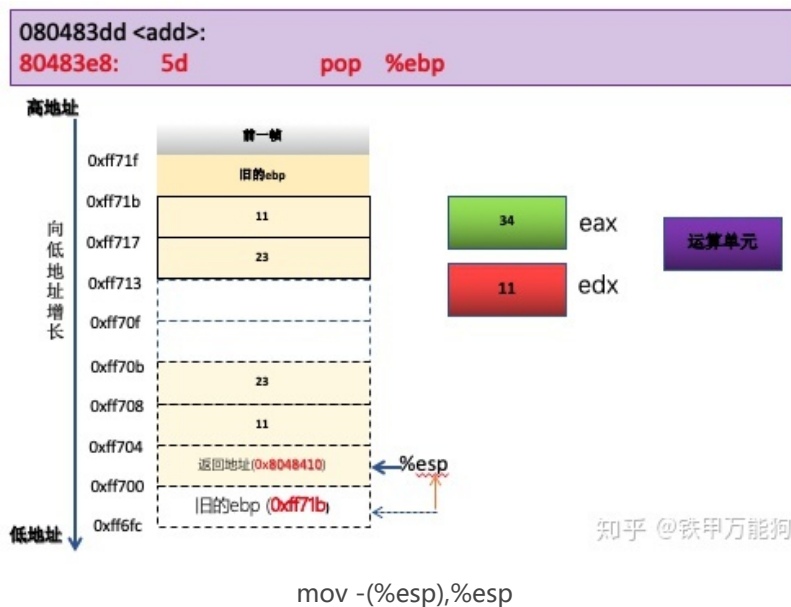 080483dd <add>:
80483e8: 5d pop %ebp
高地址
前一帧
0xff71f
旧的ebp
0xff71b
11
34
eax
向低地址增长
0xff717
运算单元
23
0xff713
11
edx
0xff70f
0xff70b
23
0xff708
11
0xff704
返回地址(0x8048410)
%esp
0xff700
旧的ebp (0xff71b)
0xff6fc
低地址
知乎 @铁甲万能狗
mov -(%esp),%esp